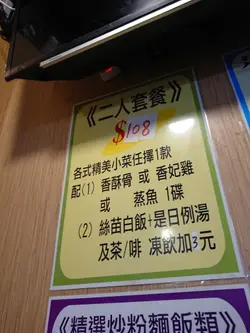 《二人套餐》
$108
各式精美小菜任擇1款
配(1) 香酥骨 或 香妃雞
或 蒸魚 1碟
(2) 絲苗白飯+是日例湯
及茶/啡 凍飲加3元
《精選炒粉麵飯類》